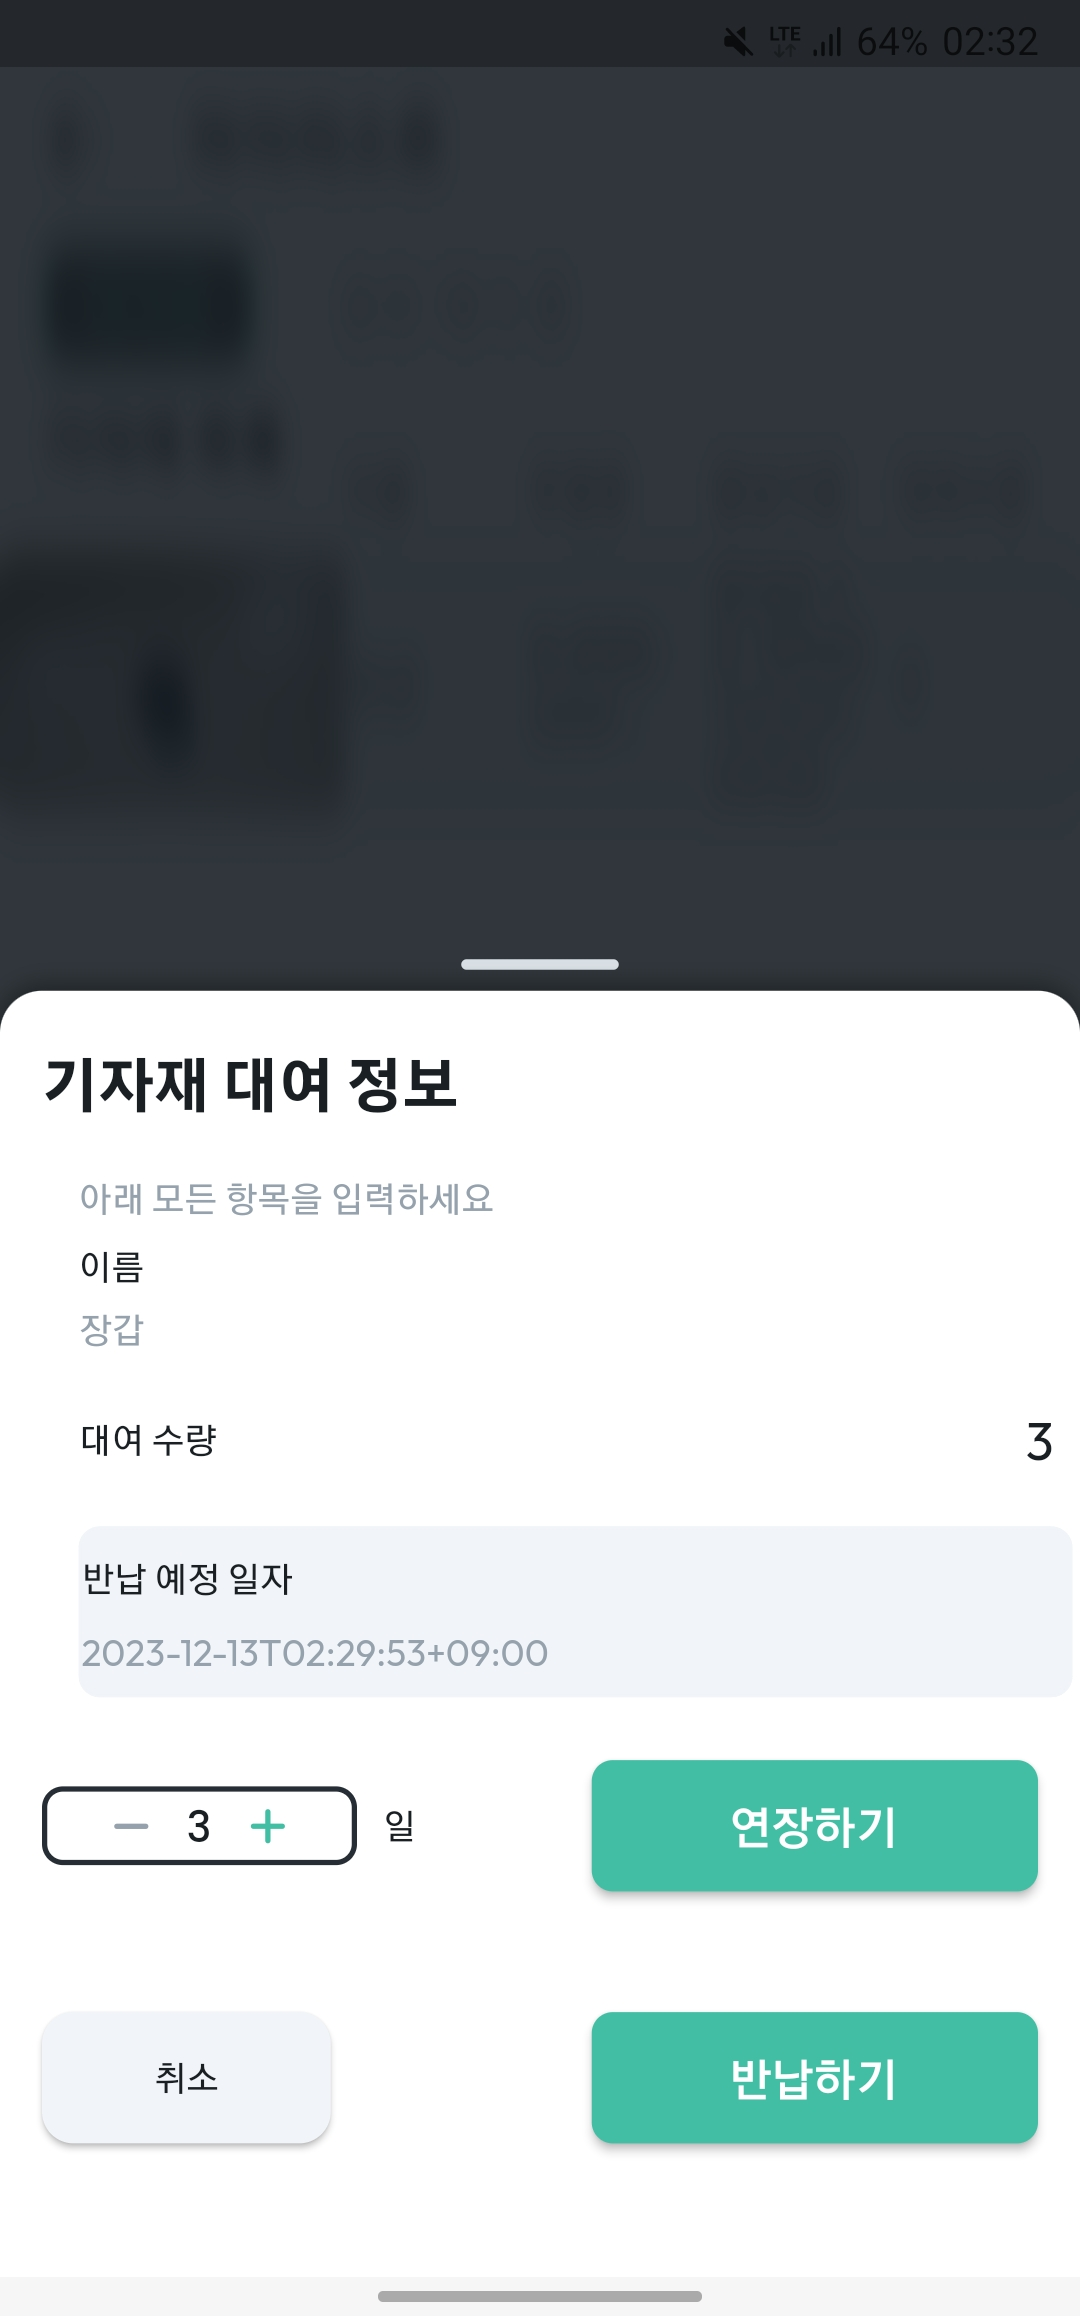 LTE 64% 02:32
기자재 대여 정보
아래 모든 항목을 입력하세요
이름
장갑
대여 수량 3
반납 예정 일자
2023-12-13T02:29:53+09:00
3 일 연장하기
취소 반납하기